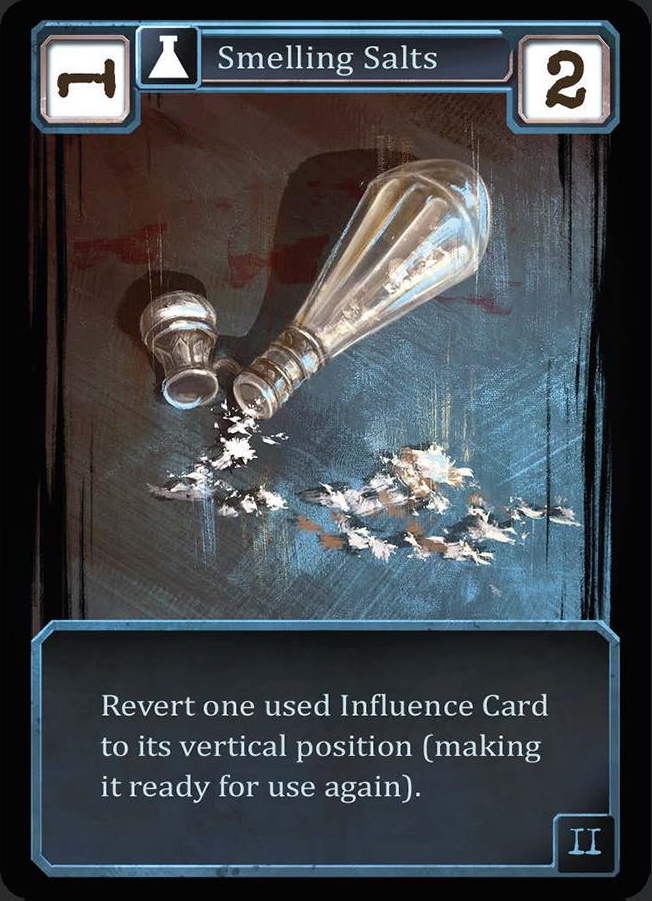 1
Smelling Salts
2
Revert one used Influence Card
to its vertical position (making
it ready for use again).
II